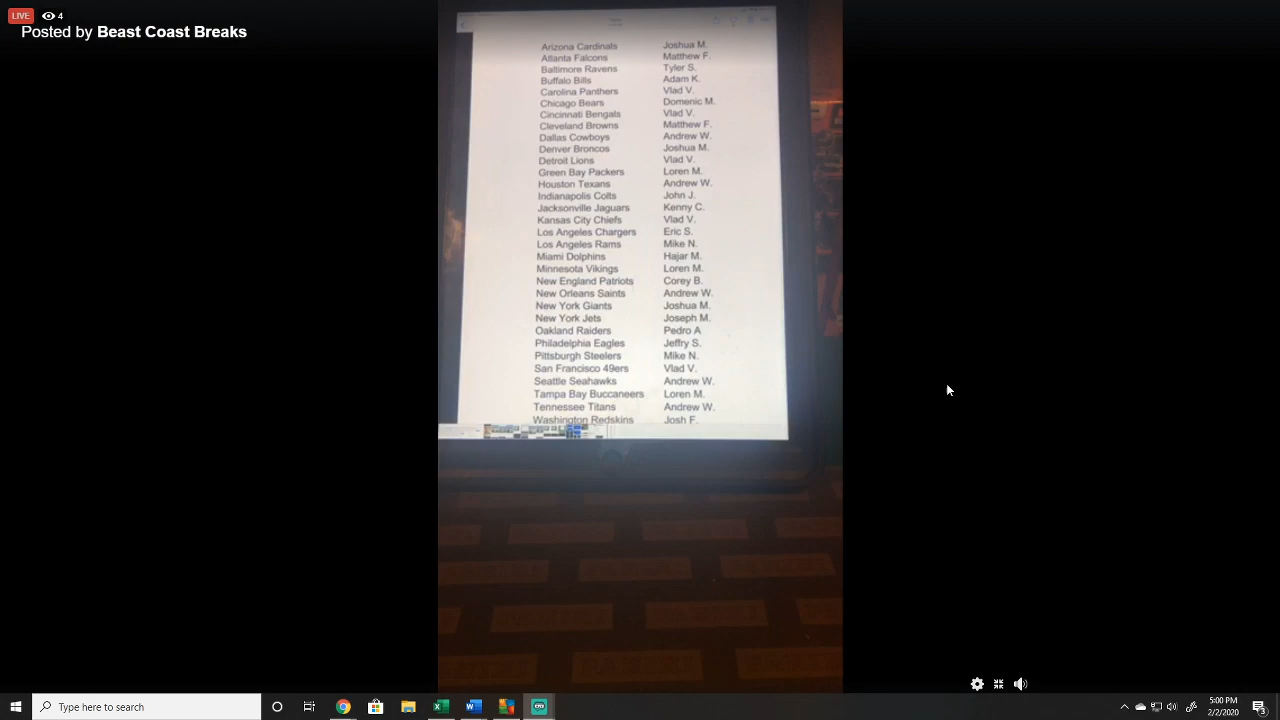 LIVE 4
Posted by Beast Coast Breaks
Arizona Cardinals Joshua M.
Atlanta Falcons Matthew F.
Baltimore Ravens Tyler S.
Buffalo Bills Adam K.
Carolina Panthers Vlad V.
Chicago Bears Domenic M.
Cincinnati Bengals Vlad V.
Cleveland Browns Matthew F.
Dallas Cowboys Andrew W.
Denver Broncos Joshua M.
Detroit Lions Vlad V.
Green Bay Packers Loren M.
Houston Texans Andrew W.
Indianapolis Colts John J.
Jacksonville Jaguars Kenny C.
Kansas City Chiefs Vlad V.
Los Angeles Chargers Eric S.
Los Angeles Rams Mike N.
Miami Dolphins Hajar M.
Minnesota Vikings Loren M.
New England Patriots Corey B.
New Orleans Saints Andrew W.
New York Giants Joshua M.
New York Jets Joseph M.
Oakland Raiders Pedro A
Philadelphia Eagles Jeffry S.
Pittsburgh Steelers Mike N.
San Francisco 49ers Vlad V.
Seattle Seahawks Andrew W.
Tampa Bay Buccaneers Loren M.
Tennessee Titans Andrew W.
Washington Redskins Josh F.
Type here to search
5:00 PM
2/2/2020